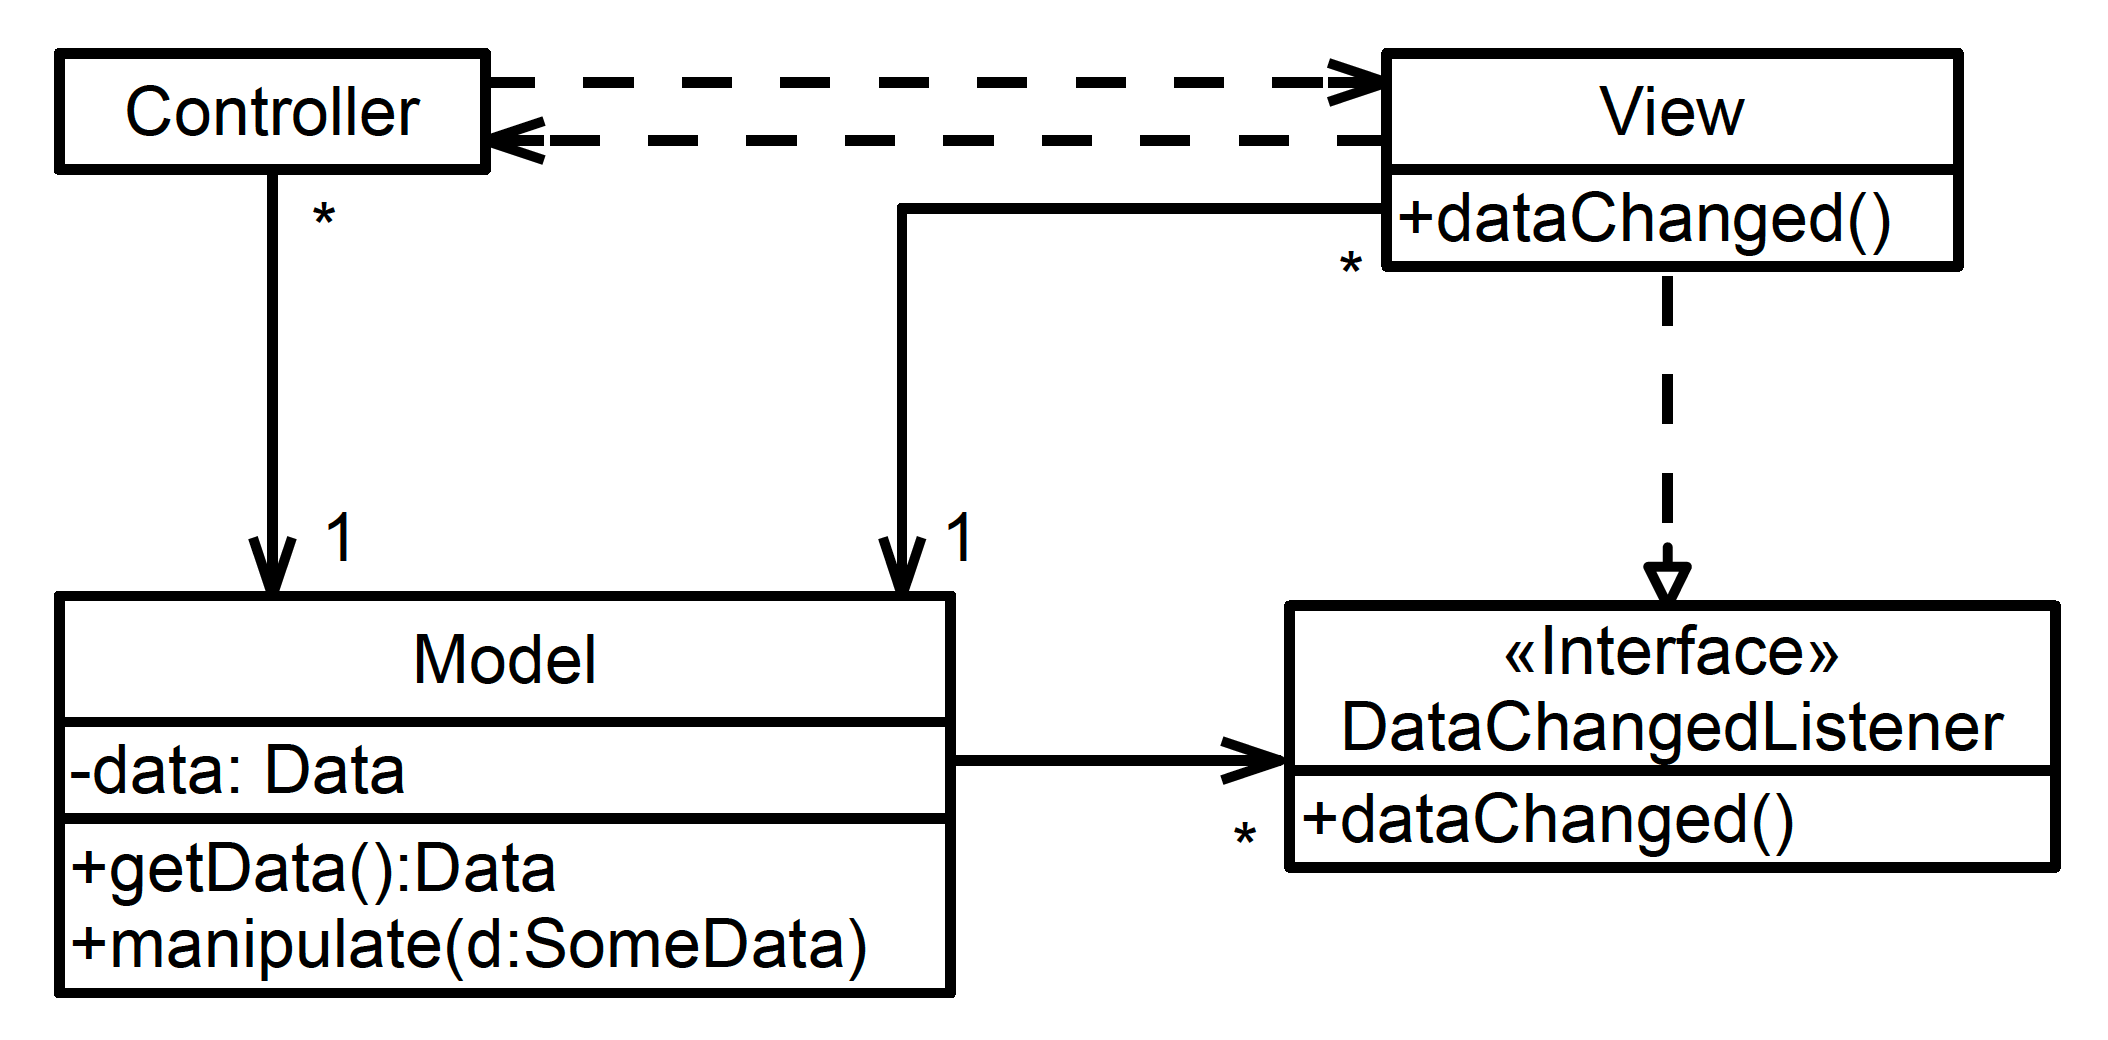 Controller
*
1
View
+dataChanged()
*
1
Model
-data: Data
+getData():Data
+manipulate(d:SomeData)
*
«Interface»
DataChangedListener
+dataChanged()